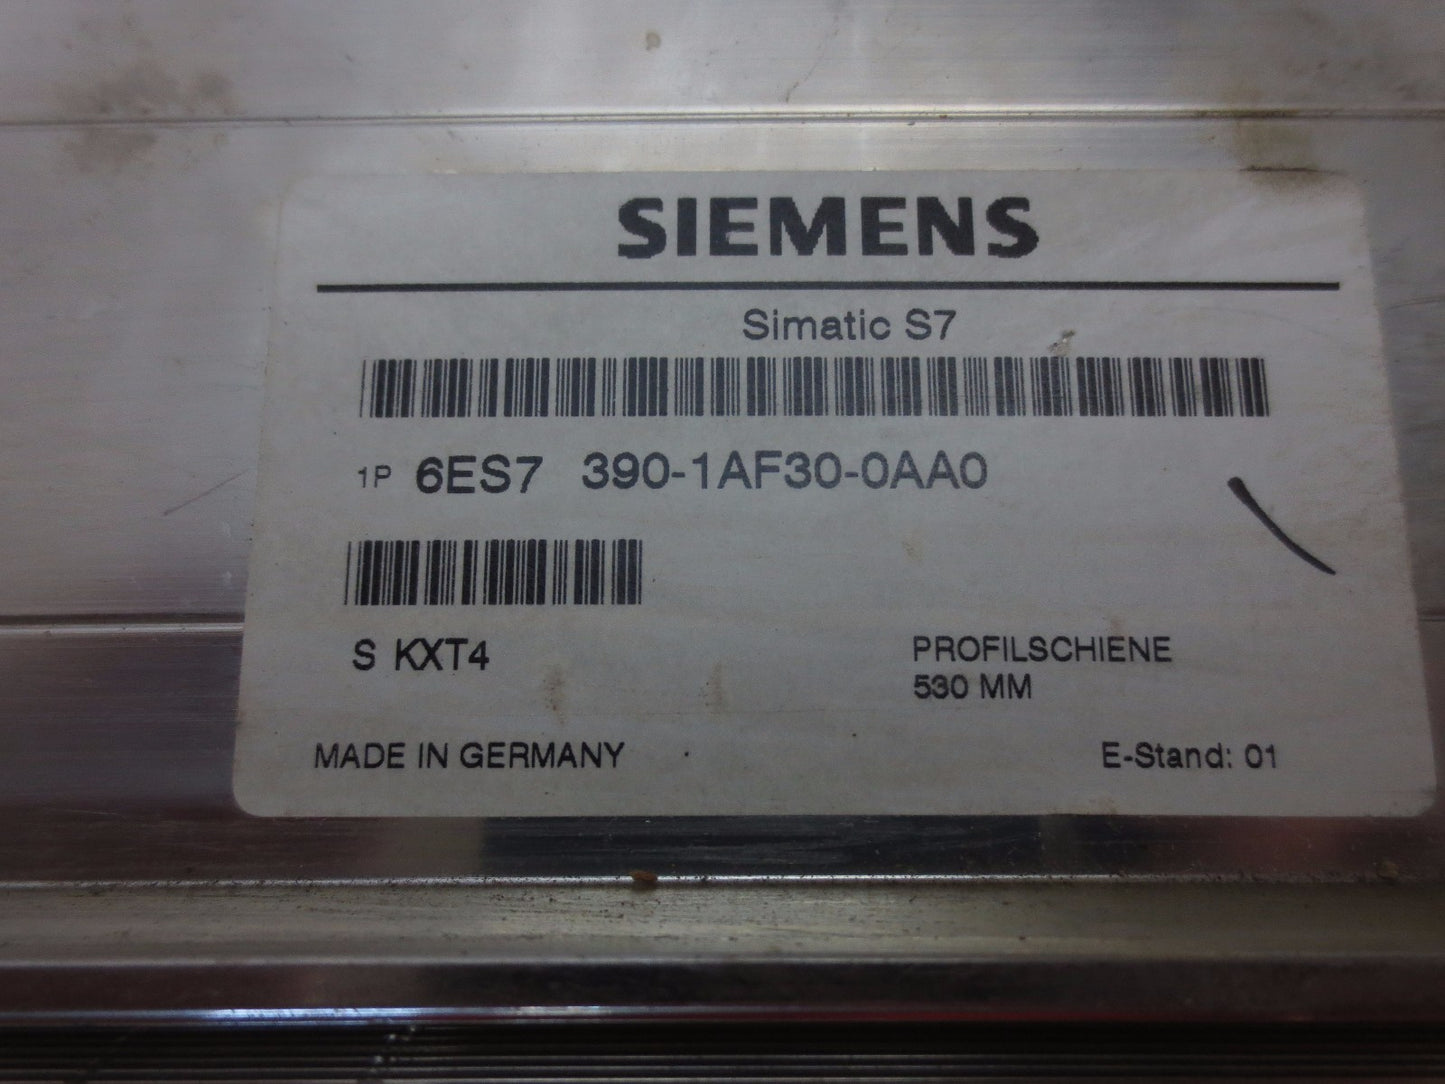 SIEMENS
Simatic S7
1P 6ES7 390-1AF30-0AA0
S KXT4
PROFILSCHIENE
530 MM
MADE IN GERMANY
E-Stand: 01